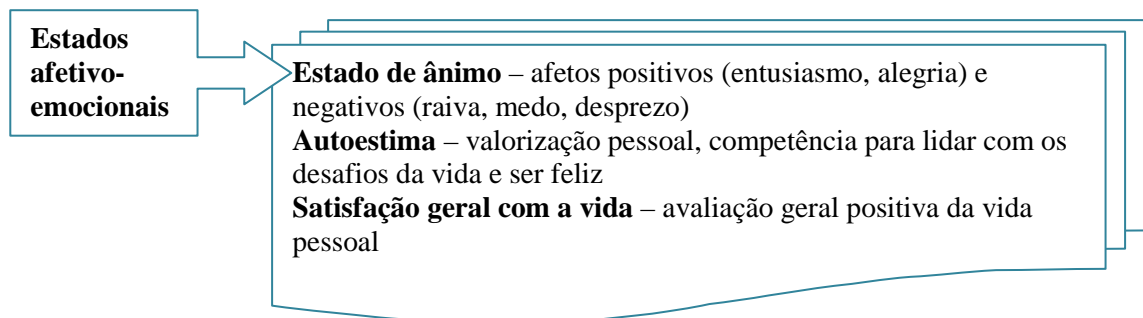 Estados
afetivo-
emocionais
Estado de ânimo – afetos positivos (entusiasmo, alegria) e
negativos (raiva, medo, desprezo)
Autoestima – valorização pessoal, competência para lidar com os
desafios da vida e ser feliz
Satisfação geral com a vida – avaliação geral positiva da vida
pessoal